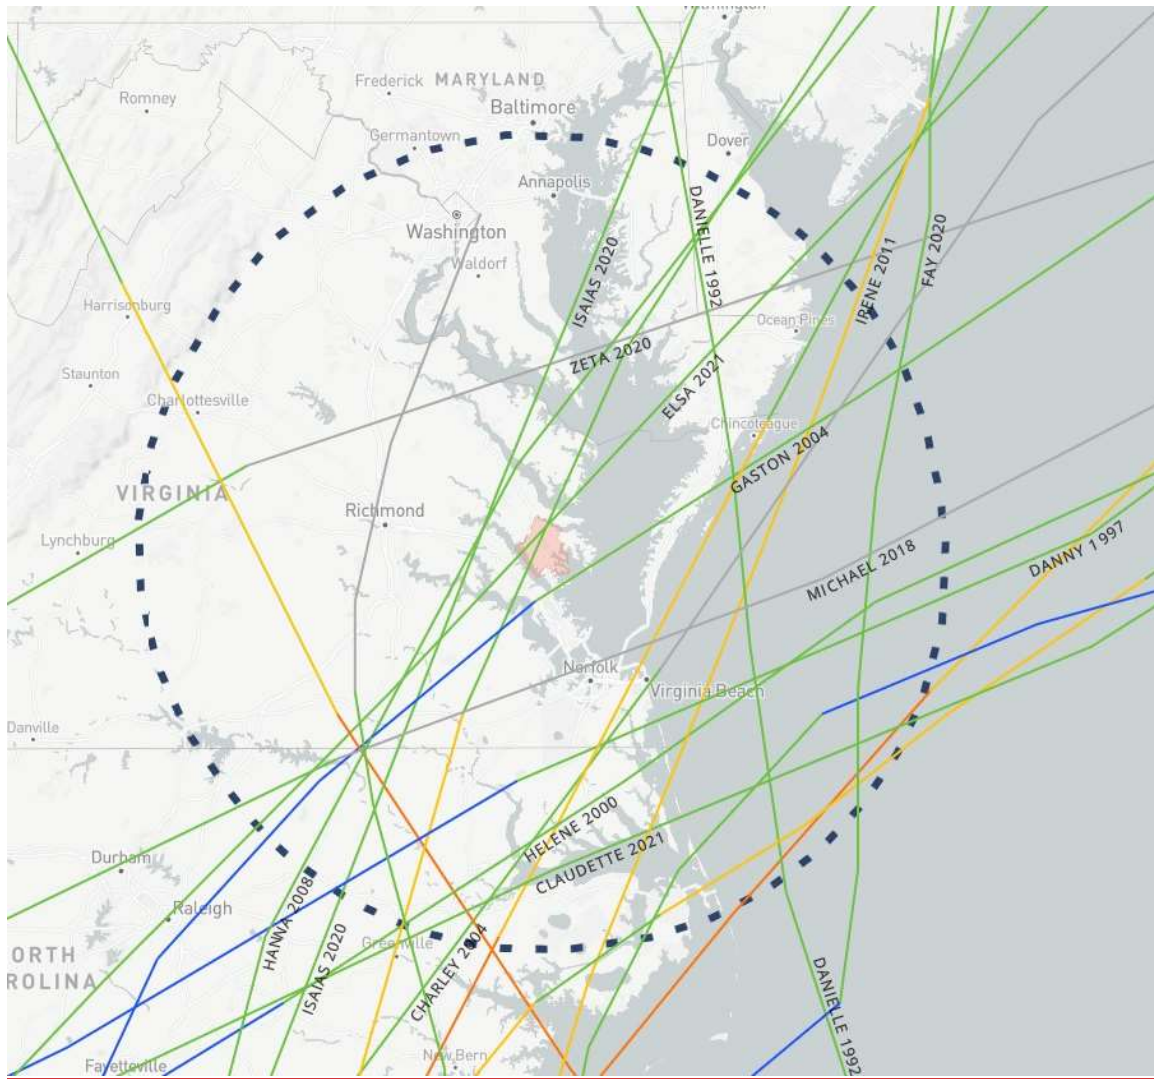 Wilmington
Frederick
MARYLAND
Romney
Baltimore
Germantown
Dover
Annapolis
DANIELLE 1992
Washington
FAY 2020
ISAIAS 2020
IRENE 2011
Waldorf
Harrisonburg
Ocean Pines
ZETA 2020
Staunton
ELSA 2021
Charlottesville
Chincoteague
GASTON 2004
VIRGINIA
Richmond
Lynchburg
DANNY 1997
MICHAEL 2018
Norfolk
Virginia Beach
Danville
HELENE 2000
Durham
CLAUDETTE 2021
Raleigh
HANNA 2008
ISAIAS 2020
CHARLEY 2004
Greenville
ORTH
ROLINA
DANIELLE 1992
New Bern
Fayetteville